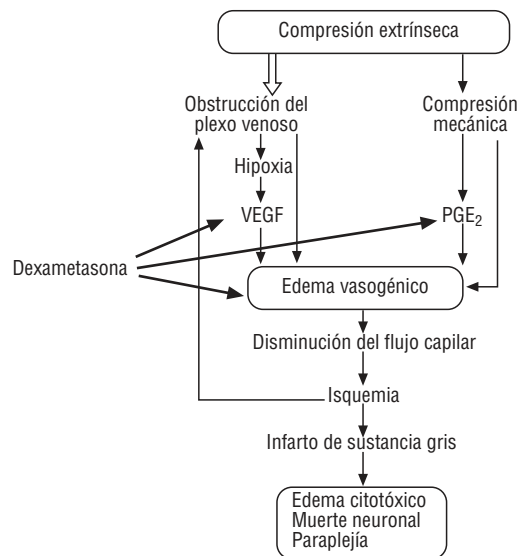 Compresión extrínseca
Obstrucción del
plexo venoso
Compresión
mecánica
Hipoxia
VEGF
PGE₂
Dexametasona
Edema vasogénico
Disminución del flujo capilar
Isquemia
Infarto de sustancia gris
Edema citotóxico
Muerte neuronal
Paraplejía